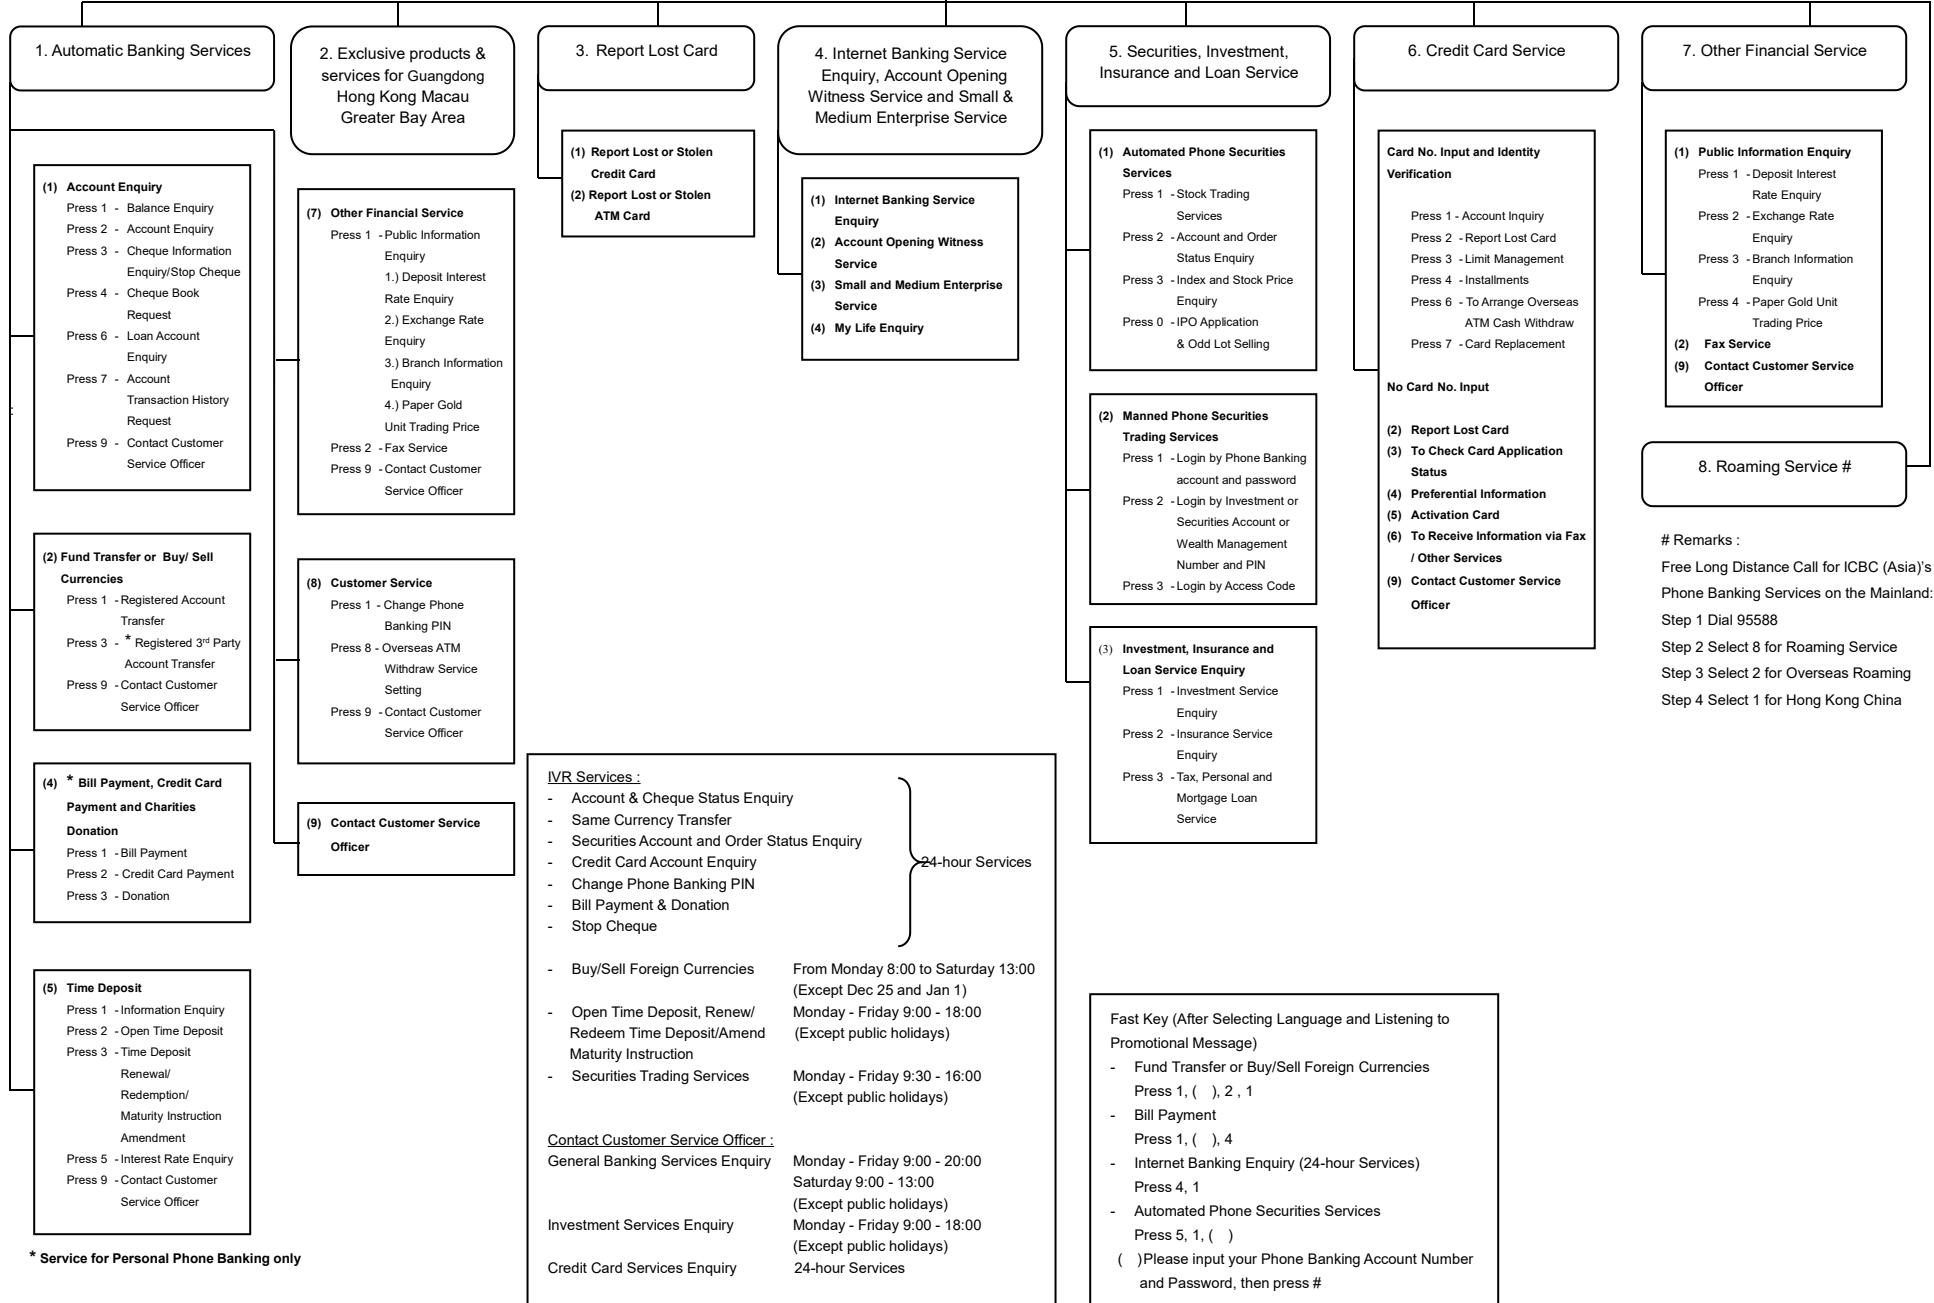 1. Automatic Banking Services
2. Exclusive products &
services for Guangdong
Hong Kong Macau
Greater Bay Area
3. Report Lost Card
4. Internet Banking Service
Enquiry, Account Opening
Witness Service and Small &
Medium Enterprise Service
5. Securities, Investment,
Insurance and Loan Service
6. Credit Card Service
7. Other Financial Service
(1) Account Enquiry
Press 1 - Balance Enquiry
Press 2 - Account Enquiry
Press 3 - Cheque Information
Enquiry/Stop Cheque
Press 4 - Cheque Book
Request
Press 6 - Loan Account
Enquiry
Press 7 - Account
Transaction History
Request
Press 9 - Contact Customer
Service Officer
:
(2) Fund Transfer or Buy/ Sell
Currencies
Press 1 - Registered Account
Transfer
Press 3 - * Registered 3rd Party
Account Transfer
Press 9 - Contact Customer
Service Officer
(4) * Bill Payment, Credit Card
Payment and Charities
Donation
Press 1 - Bill Payment
Press 2 - Credit Card Payment
Press 3 - Donation
(5) Time Deposit
Press 1 - Information Enquiry
Press 2 - Open Time Deposit
Press 3 - Time Deposit
Renewal/
Redemption/
Maturity Instruction
Amendment
Press 5 - Interest Rate Enquiry
Press 9 - Contact Customer
Service Officer
* Service for Personal Phone Banking only
(7) Other Financial Service
Press 1 - Public Information
Enquiry
1.) Deposit Interest
Rate Enquiry
2.) Exchange Rate
Enquiry
3.) Branch Information
Enquiry
4.) Paper Gold
Unit Trading Price
Press 2 - Fax Service
Press 9 - Contact Customer
Service Officer
(8) Customer Service
Press 1 - Change Phone
Banking PIN
Press 8 - Overseas ATM
Withdraw Service
Setting
Press 9 - Contact Customer
Service Officer
(9) Contact Customer Service
Officer
(1) Report Lost or Stolen
Credit Card
(2) Report Lost or Stolen
ATM Card
(1) Internet Banking Service
Enquiry
(2) Account Opening Witness
Service
(3) Small and Medium Enterprise
Service
(4) My Life Enquiry
(1) Automated Phone Securities
Services
Press 1 - Stock Trading
Services
Press 2 - Account and Order
Status Enquiry
Press 3 - Index and Stock Price
Enquiry
Press 0 - IPO Application
& Odd Lot Selling
(2) Manned Phone Securities
Trading Services
Press 1 - Login by Phone Banking
account and password
Press 2 - Login by Investment or
Securities Account or
Wealth Management
Number and PIN
Press 3 - Login by Access Code
(3) Investment, Insurance and
Loan Service Enquiry
Press 1 - Investment Service
Enquiry
Press 2 - Insurance Service
Enquiry
Press 3 - Tax, Personal and
Mortgage Loan
Service
Card No. Input and Identity
Verification
Press 1 - Account Inquiry
Press 2 - Report Lost Card
Press 3 - Limit Management
Press 4 - Installments
Press 6 - To Arrange Overseas
ATM Cash Withdraw
Press 7 - Card Replacement
No Card No. Input
(2) Report Lost Card
(3) To Check Card Application
Status
(4) Preferential Information
(5) Activation Card
(6) To Receive Information via Fax
/ Other Services
(9) Contact Customer Service
Officer
(1) Public Information Enquiry
Press 1 - Deposit Interest
Rate Enquiry
Press 2 - Exchange Rate
Enquiry
Press 3 - Branch Information
Enquiry
Press 4 - Paper Gold Unit
Trading Price
(2) Fax Service
(9) Contact Customer Service
Officer
8. Roaming Service #
# Remarks :
Free Long Distance Call for ICBC (Asia)'s
Phone Banking Services on the Mainland:
Step 1 Dial 95588
Step 2 Select 8 for Roaming Service
Step 3 Select 2 for Overseas Roaming
Step 4 Select 1 for Hong Kong China
IVR Services :
- Account & Cheque Status Enquiry
- Same Currency Transfer
- Securities Account and Order Status Enquiry
- Credit Card Account Enquiry
- Change Phone Banking PIN
- Bill Payment & Donation
- Stop Cheque
24-hour Services
- Buy/Sell Foreign Currencies From Monday 8:00 to Saturday 13:00
(Except Dec 25 and Jan 1)
- Open Time Deposit, Renew/ Monday - Friday 9:00 - 18:00
Redeem Time Deposit/Amend (Except public holidays)
Maturity Instruction
- Securities Trading Services Monday - Friday 9:30 - 16:00
(Except public holidays)
Contact Customer Service Officer :
General Banking Services Enquiry Monday - Friday 9:00 - 20:00
Saturday 9:00 - 13:00
(Except public holidays)
Investment Services Enquiry Monday - Friday 9:00 - 18:00
(Except public holidays)
Credit Card Services Enquiry 24-hour Services
Fast Key (After Selecting Language and Listening to
Promotional Message)
- Fund Transfer or Buy/Sell Foreign Currencies
Press 1, ( ), 2 , 1
- Bill Payment
Press 1, ( ), 4
- Internet Banking Enquiry (24-hour Services)
Press 4, 1
- Automated Phone Securities Services
Press 5, 1, ( )
( )Please input your Phone Banking Account Number
and Password, then press #